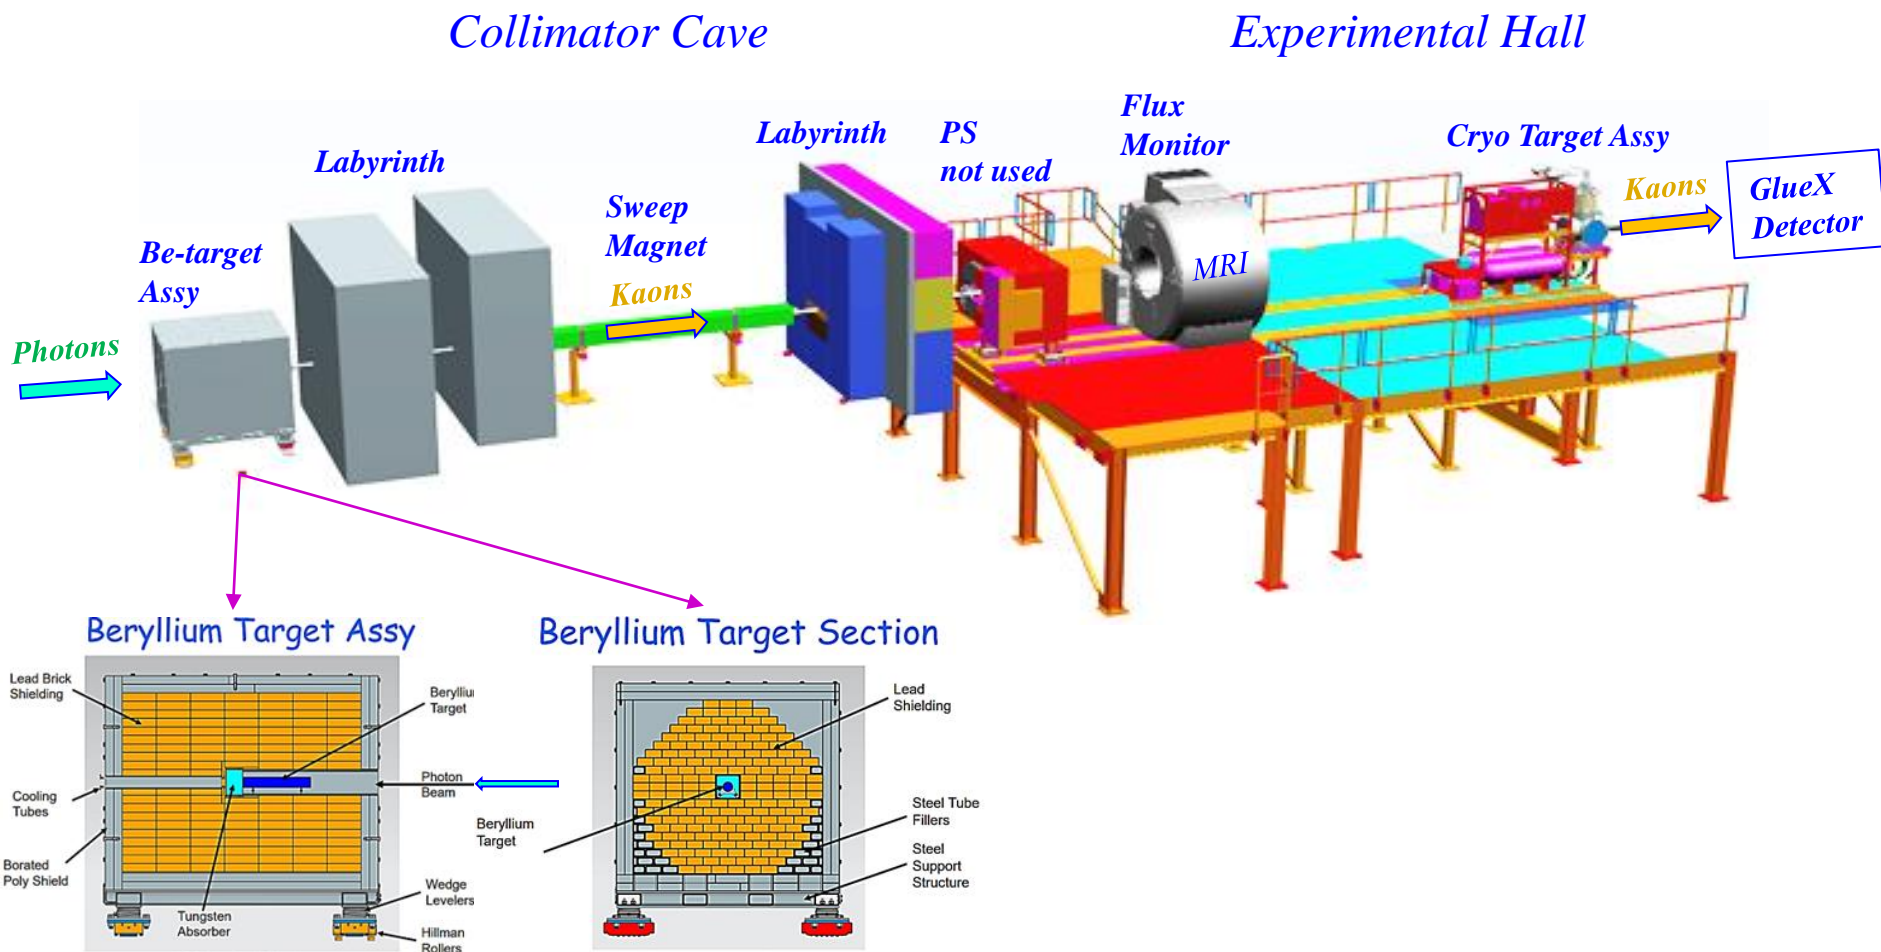 Collimator Cave
Experimental Hall
Flux
Monitor
Labyrinth
PS
not used
Cryo Target Assy
Labyrinth
Kaons
GlueX
Detector
Sweep
Magnet
Be-target
Assy
MRI
Kaons
Photons
Beryllium Target Assy
Beryllium Target Section
Lead Brick
Shielding
Berylliu
Target
Photon
Beam
Cooling
Tubes
Borated
Poly Shield
Tungsten
Absorber
Wedge
Levelers
Hillman
Rollers
Lead
Shielding
Beryllium
Target
Steel Tube
Fillers
Steel
Support
Structure